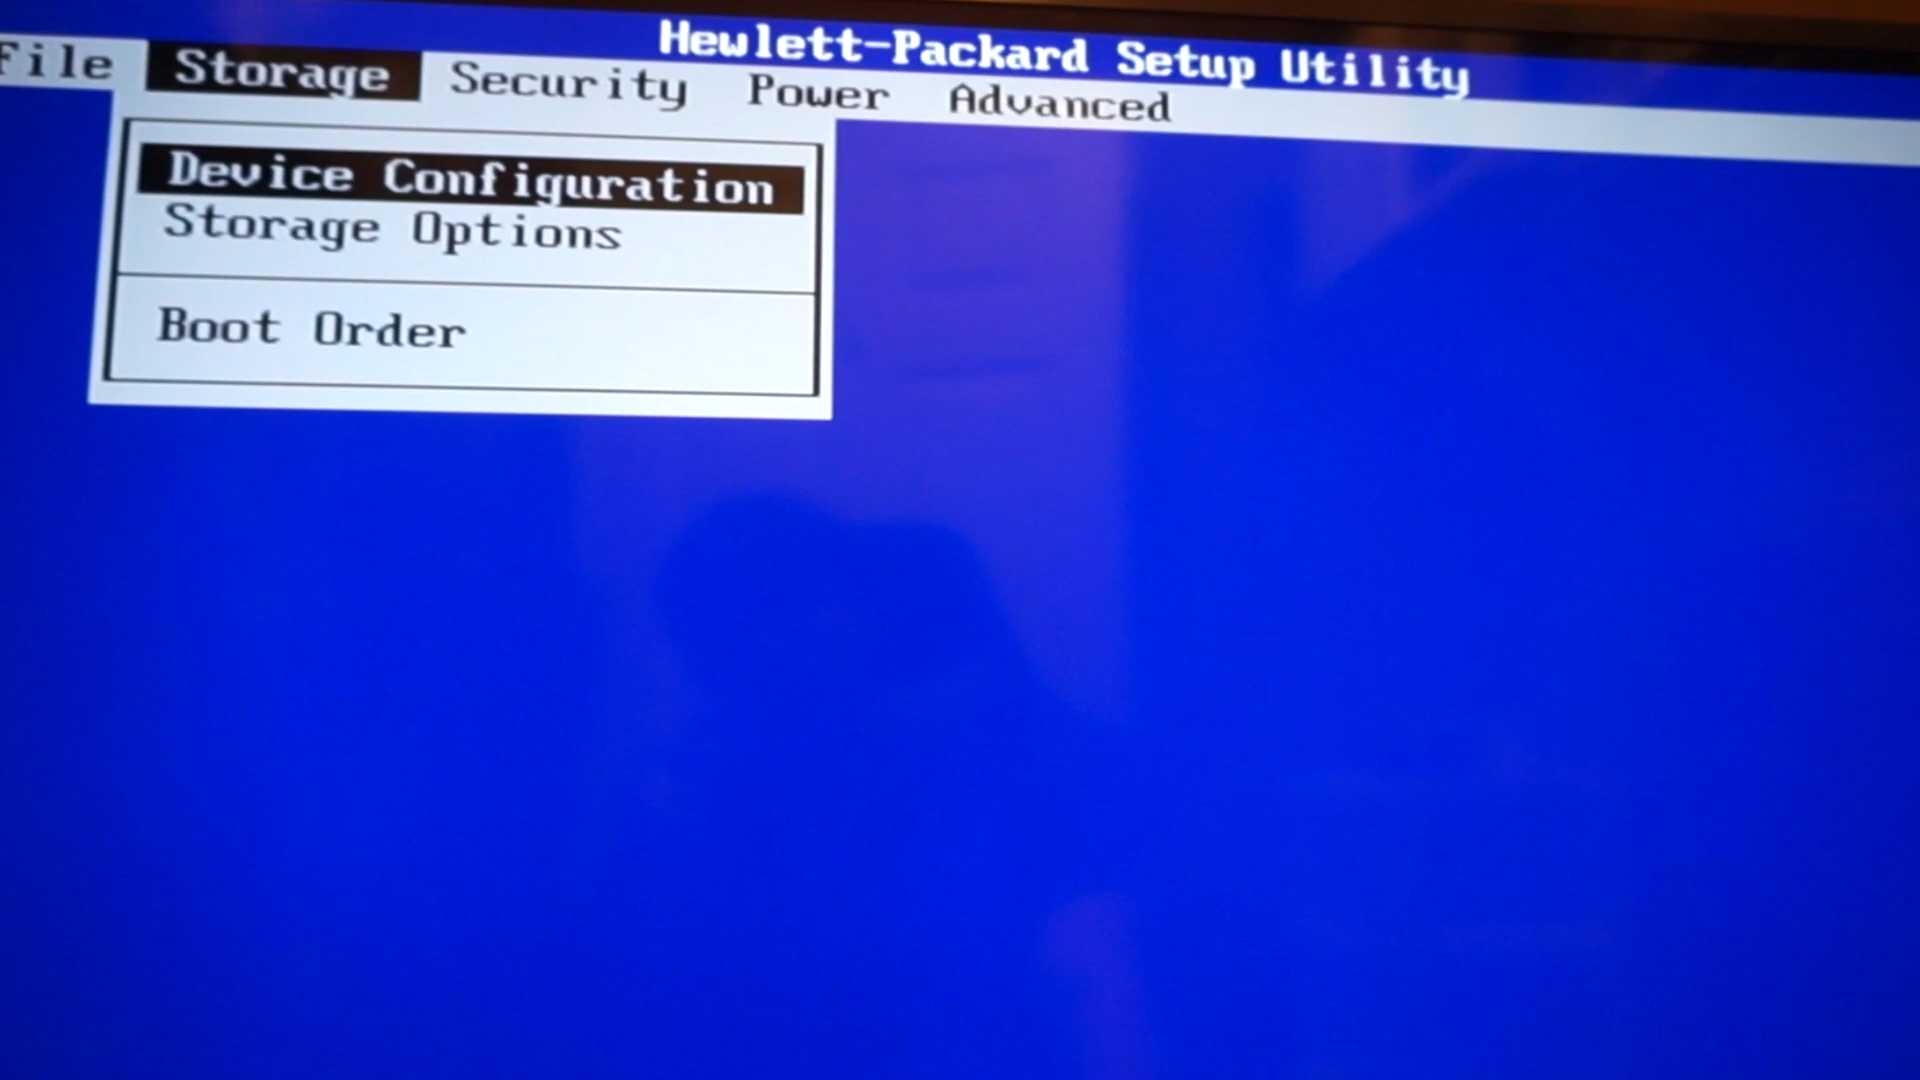 Hewlett-Packard Setup Utility
File Storage Security Power Advanced
Device Configuration
Storage Options
Boot Order